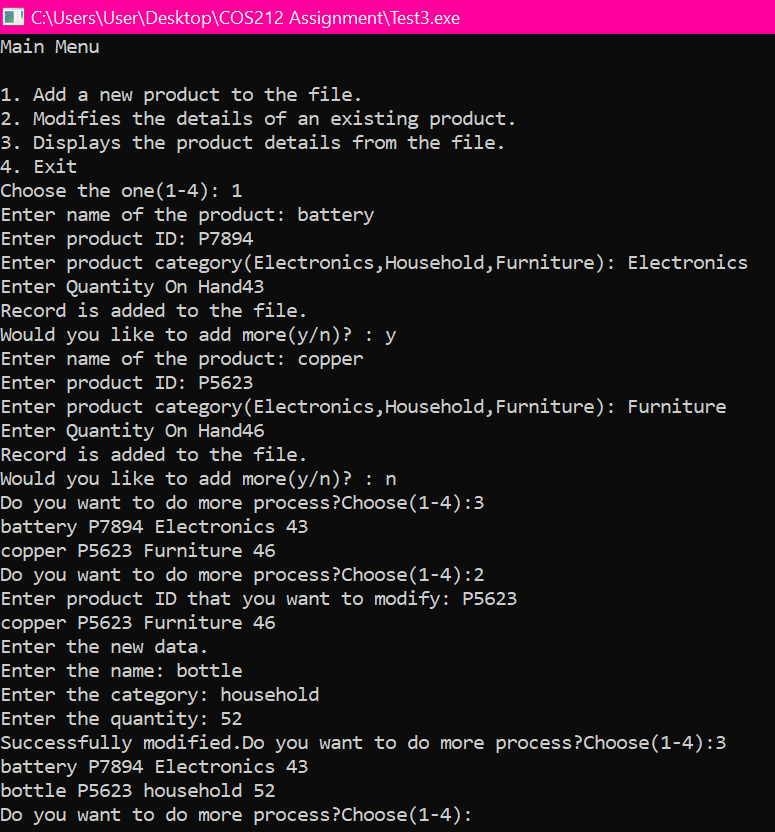 C:\Users\User\Desktop\COS212 Assignment\Test3.exe
Main Menu
1. Add a new product to the file.
2. Modifies the details of an existing product.
3. Displays the product details from the file.
4. Exit
Choose the one(1-4): 1
Enter name of the product: battery
Enter product ID: P7894
Enter product category(Electronics,Household,Furniture): Electronics
Enter Quantity On Hand43
Record is added to the file.
Would you like to add more(y/n)? : y
Enter name of the product: copper
Enter product ID: P5623
Enter product category(Electronics,Household,Furniture): Furniture
Enter Quantity On Hand46
Record is added to the file.
Would you like to add more(y/n)? : n
Do you want to do more process?Choose(1-4):3
battery P7894 Electronics 43
copper P5623 Furniture 46
Do you want to do more process?Choose(1-4):2
Enter product ID that you want to modify: P5623
copper P5623 Furniture 46
Enter the new data.
Enter the name: bottle
Enter the category: household
Enter the quantity: 52
Successfully modified.Do you want to do more process?Choose(1-4):3
battery P7894 Electronics 43
bottle P5623 household 52
Do you want to do more process?Choose(1-4):